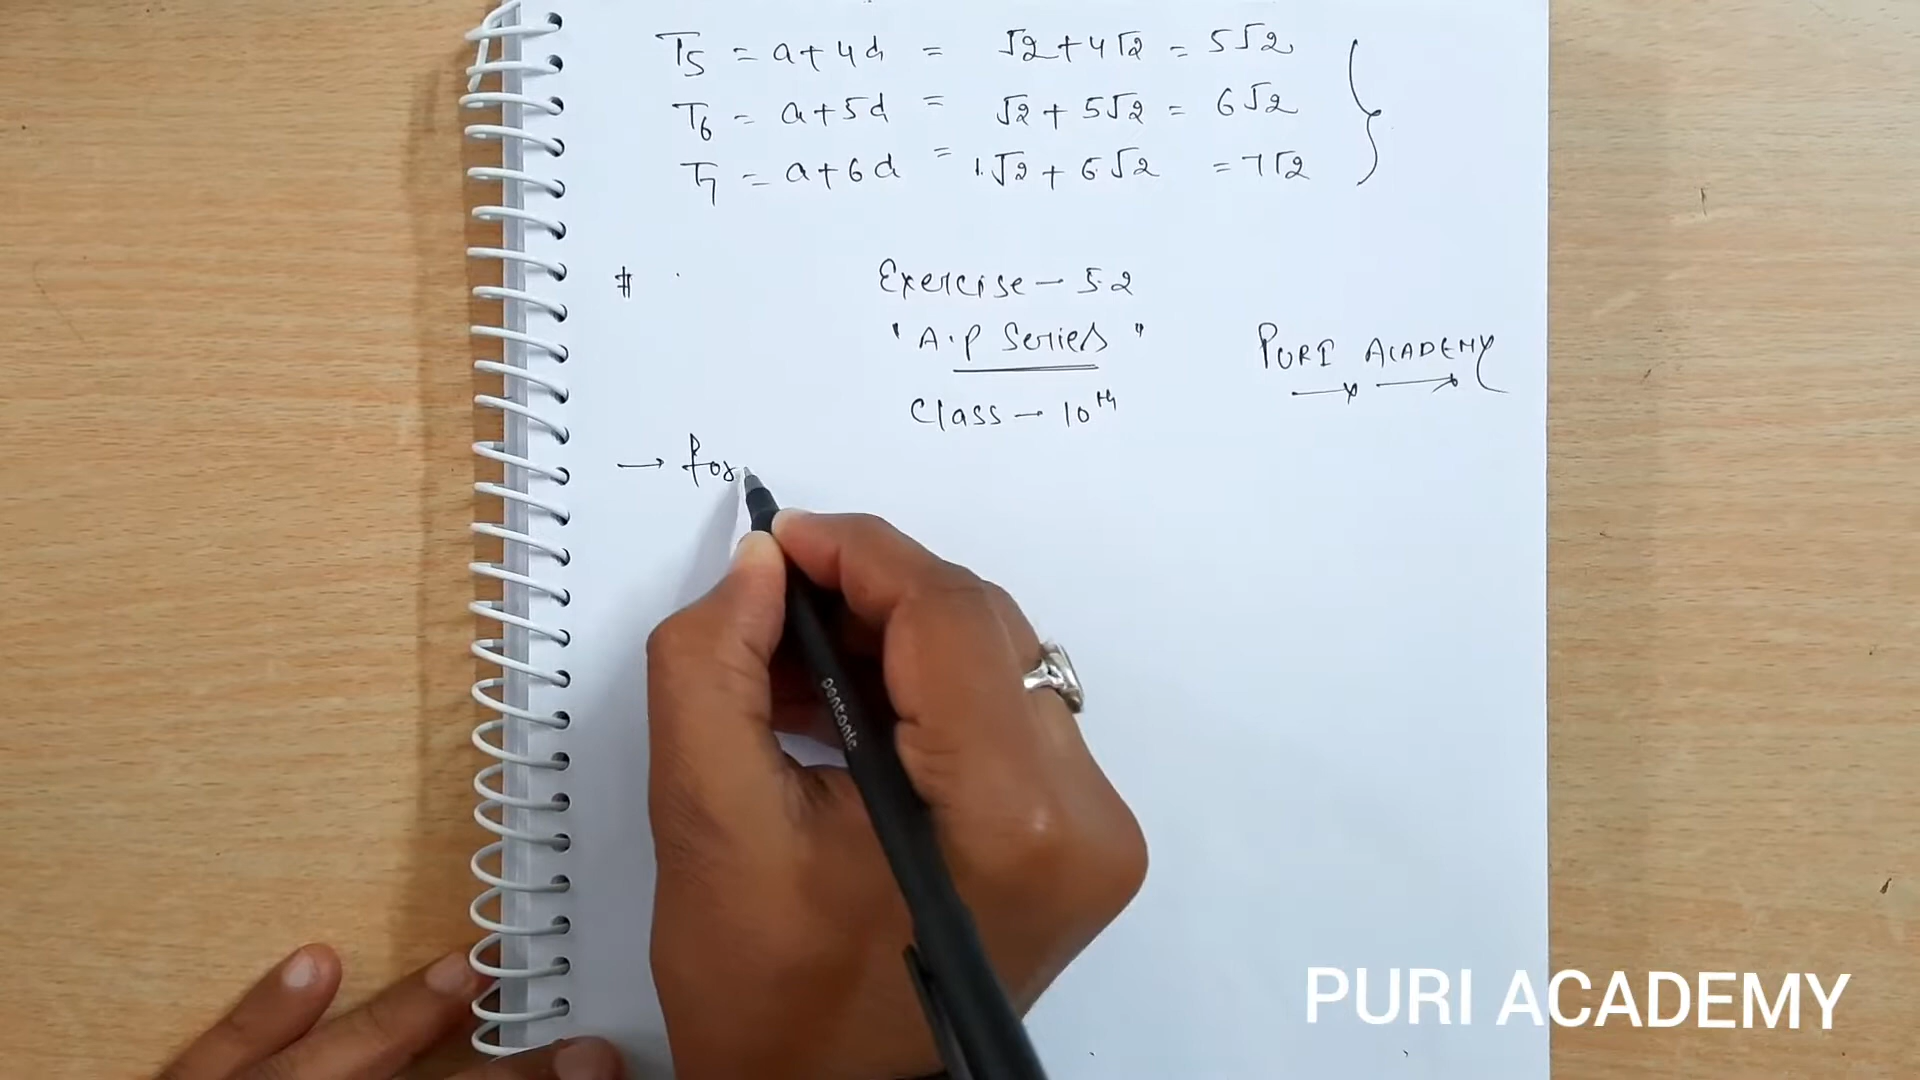 T5 = a+4d = √2+4√2 = 5√2
T6 = a+5d = √2+5√2 = 6√2
T7 = a+6d = 1.√2+6√2 = 7√2
# Exercise – 5.2
"A.P Series"
PURI ACADEMY
Class – 10th
→ for
pentonic
PURI ACADEMY